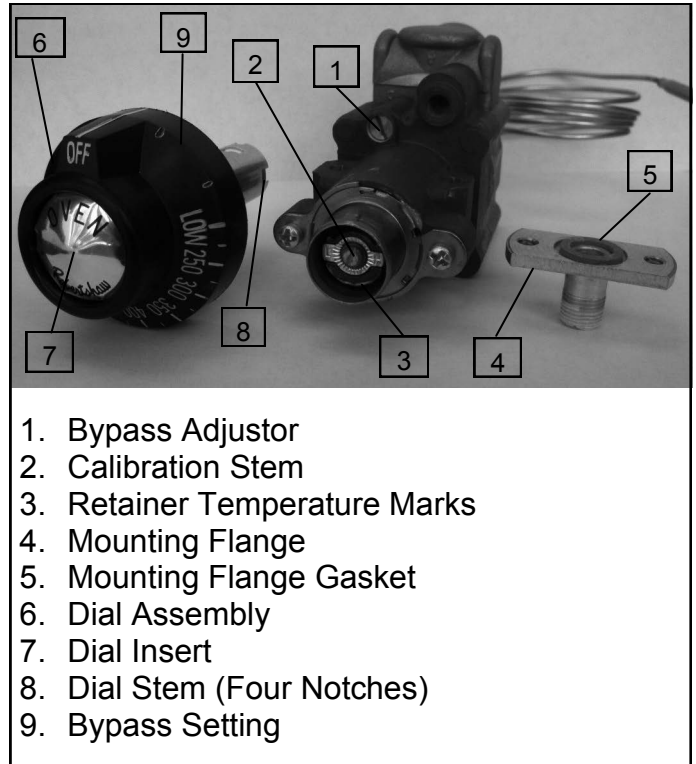 6
9
2
1
5
OFF
OVEN
Robertshaw
LOW 250 300 350 400
8
7
3
4
1. Bypass Adjustor
2. Calibration Stem
3. Retainer Temperature Marks
4. Mounting Flange
5. Mounting Flange Gasket
6. Dial Assembly
7. Dial Insert
8. Dial Stem (Four Notches)
9. Bypass Setting